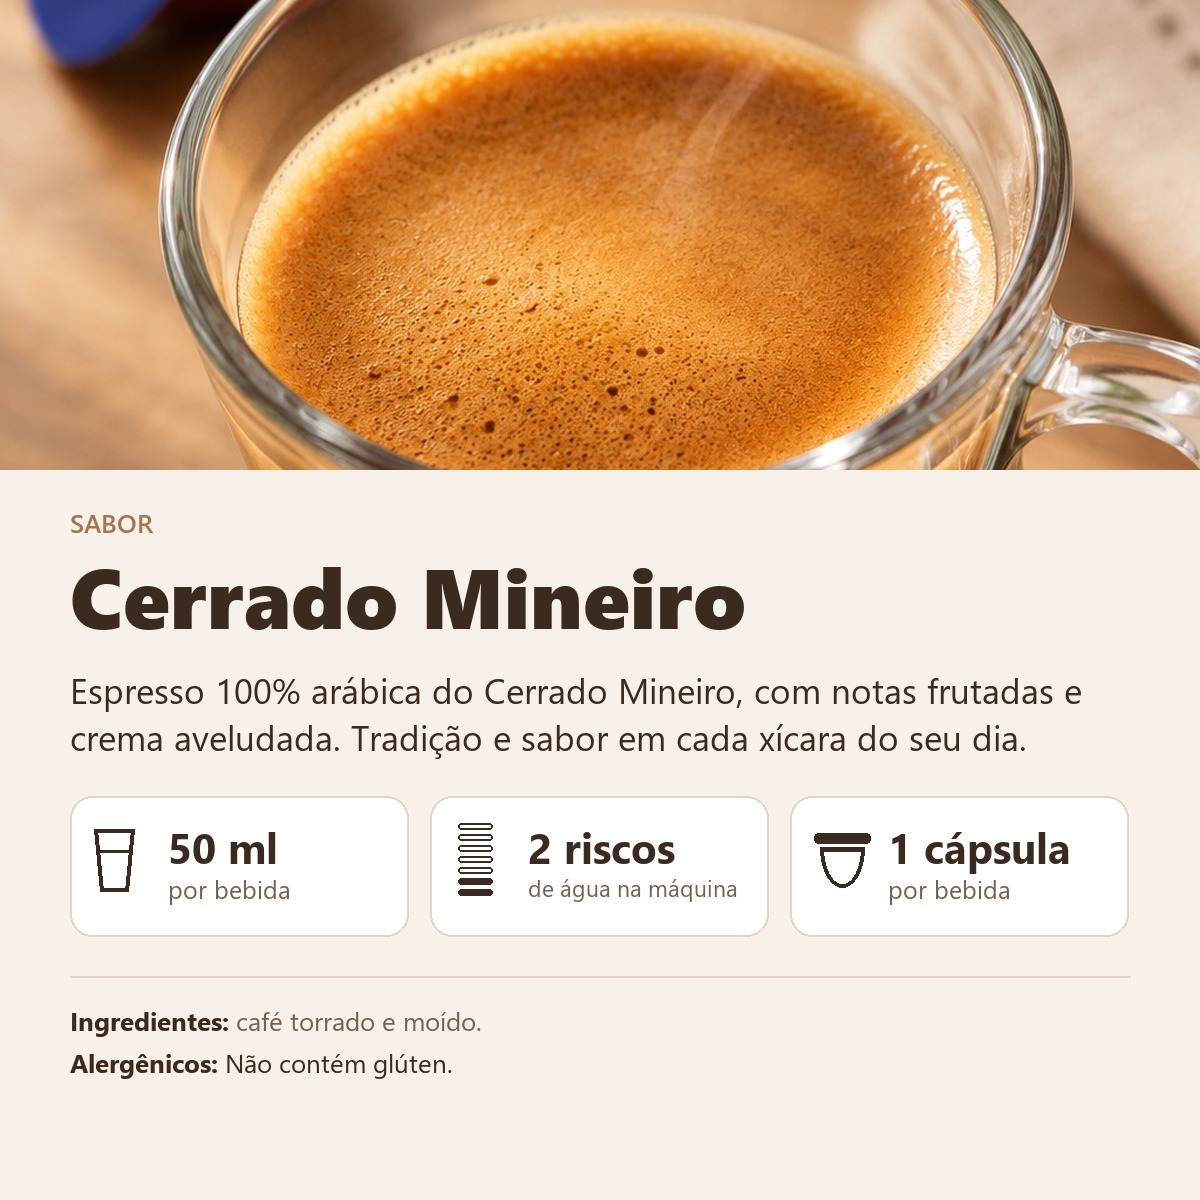 SABOR
Cerrado Mineiro
Espresso 100% arábica do Cerrado Mineiro, com notas frutadas e
crema aveludada. Tradição e sabor em cada xícara do seu dia.
50 ml
por bebida
2 riscos
de água na máquina
1 cápsula
por bebida
Ingredientes: café torrado e moído.
Alergênicos: Não contém glúten.